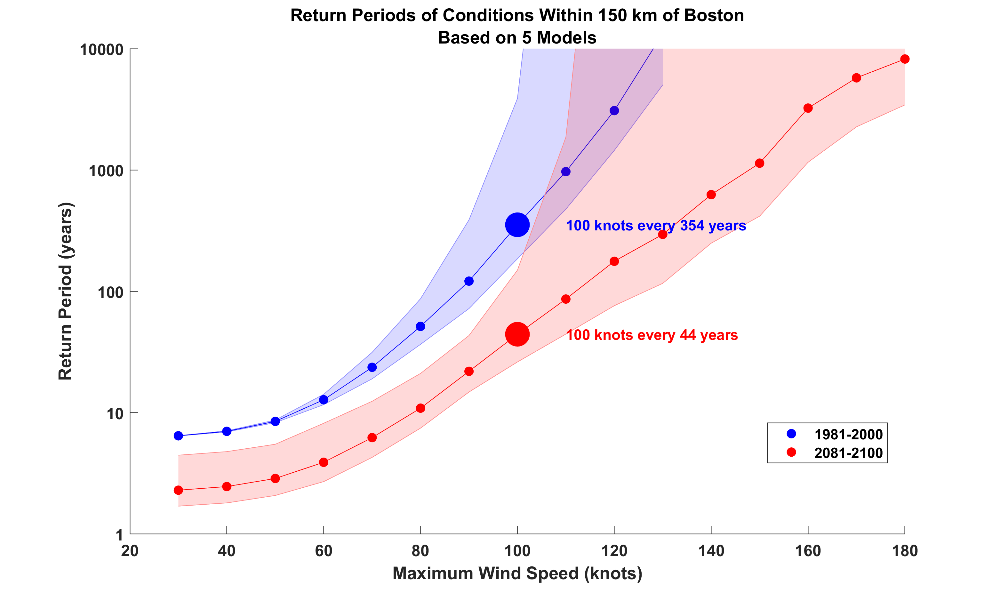 Return Periods of Conditions Within 150 km of Boston
Based on 5 Models
10000
1000
100
10
1
Return Period (years)
100 knots every 354 years
100 knots every 44 years
1981-2000
2081-2100
20 40 60 80 100 120 140 160 180
Maximum Wind Speed (knots)